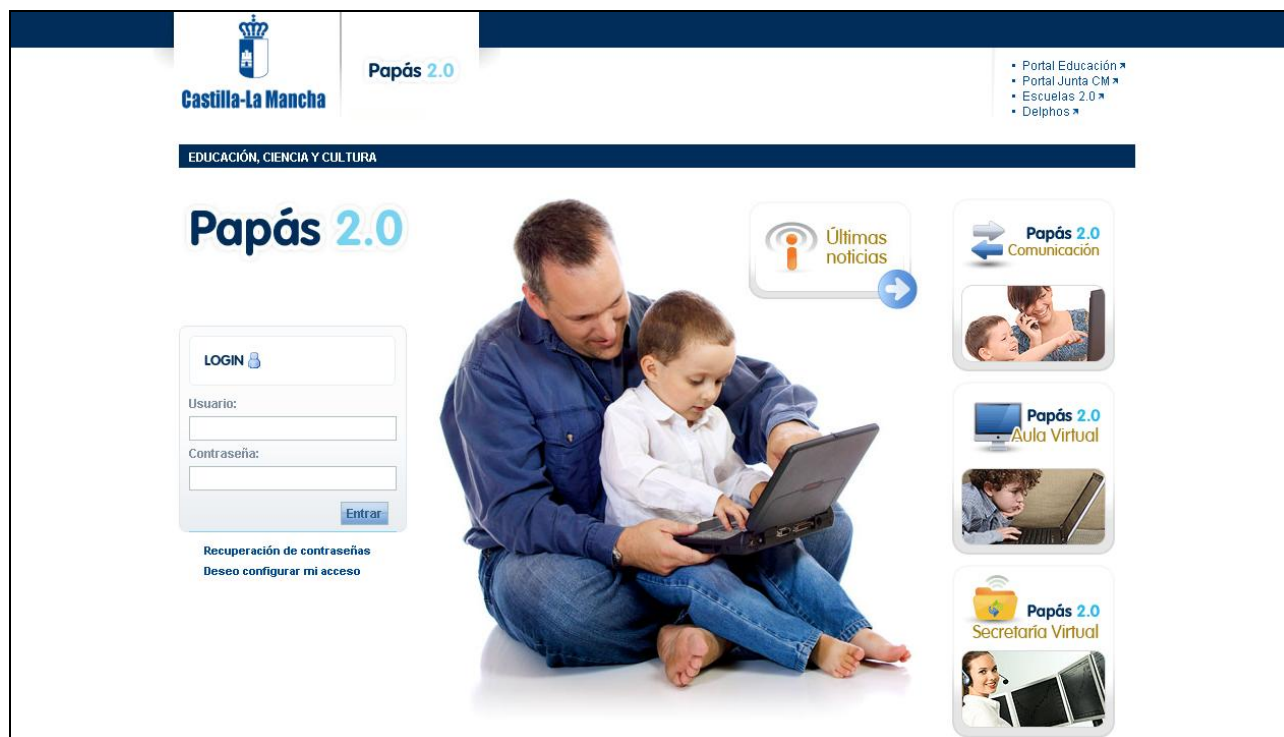 Castilla-La Mancha
Papás 2.0
Portal Educación
Portal Junta CM
Escuelas 2.0
Delphos
EDUCACIÓN, CIENCIA Y CULTURA
Papás 2.0
LOGIN
Usuario:
Contraseña:
Entrar
Recuperación de contraseñas
Deseo configurar mi acceso
Últimas
noticias
Papás 2.0
Comunicación
Papás 2.0
Aula Virtual
Papás 2.0
Secretaría Virtual